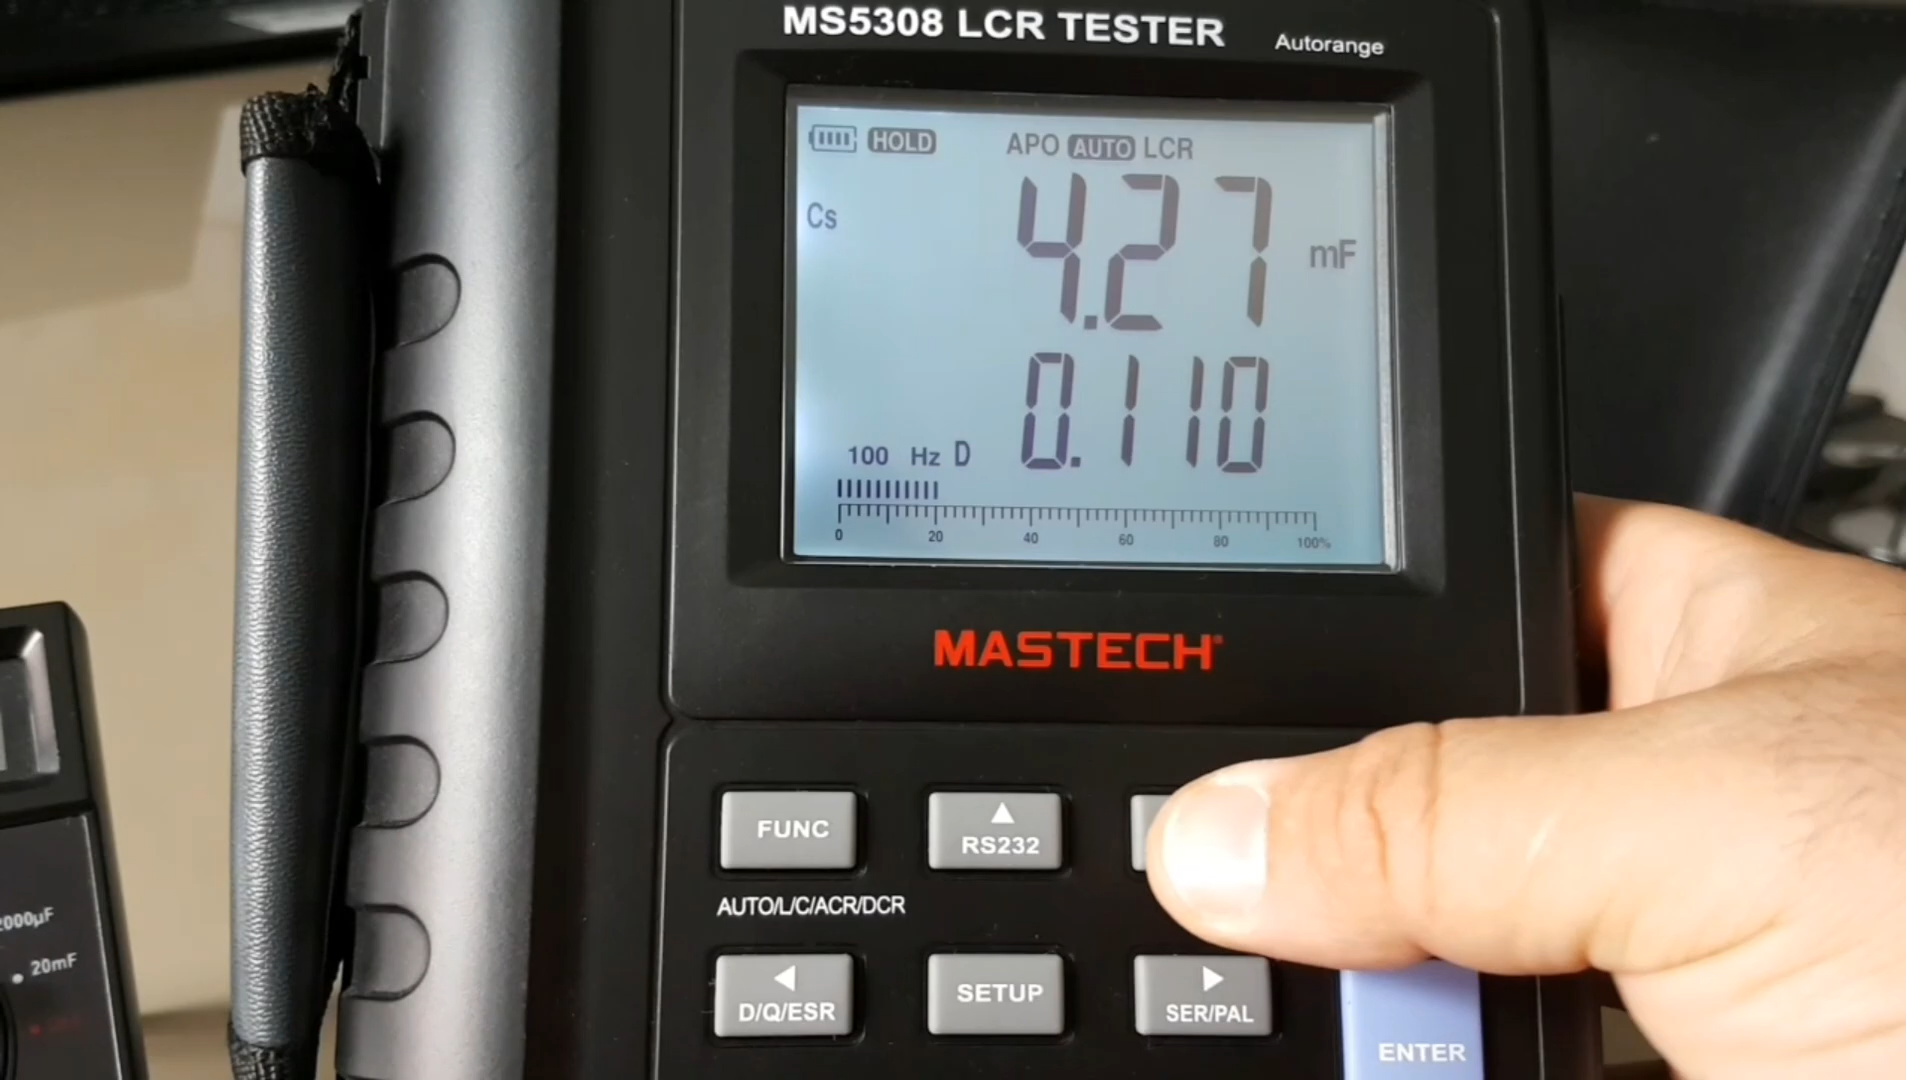 MS5308 LCR TESTER Autorange
HOLD APO AUTO LCR
Cs 4.27 mF
100 Hz D 0.110
0 20 40 60 80 100%
MASTECH
FUNC
RS232
AUTO/L/C/ACR/DCR
D/Q/ESR
SETUP
SER/PAL
ENTER
2000µF
20mF